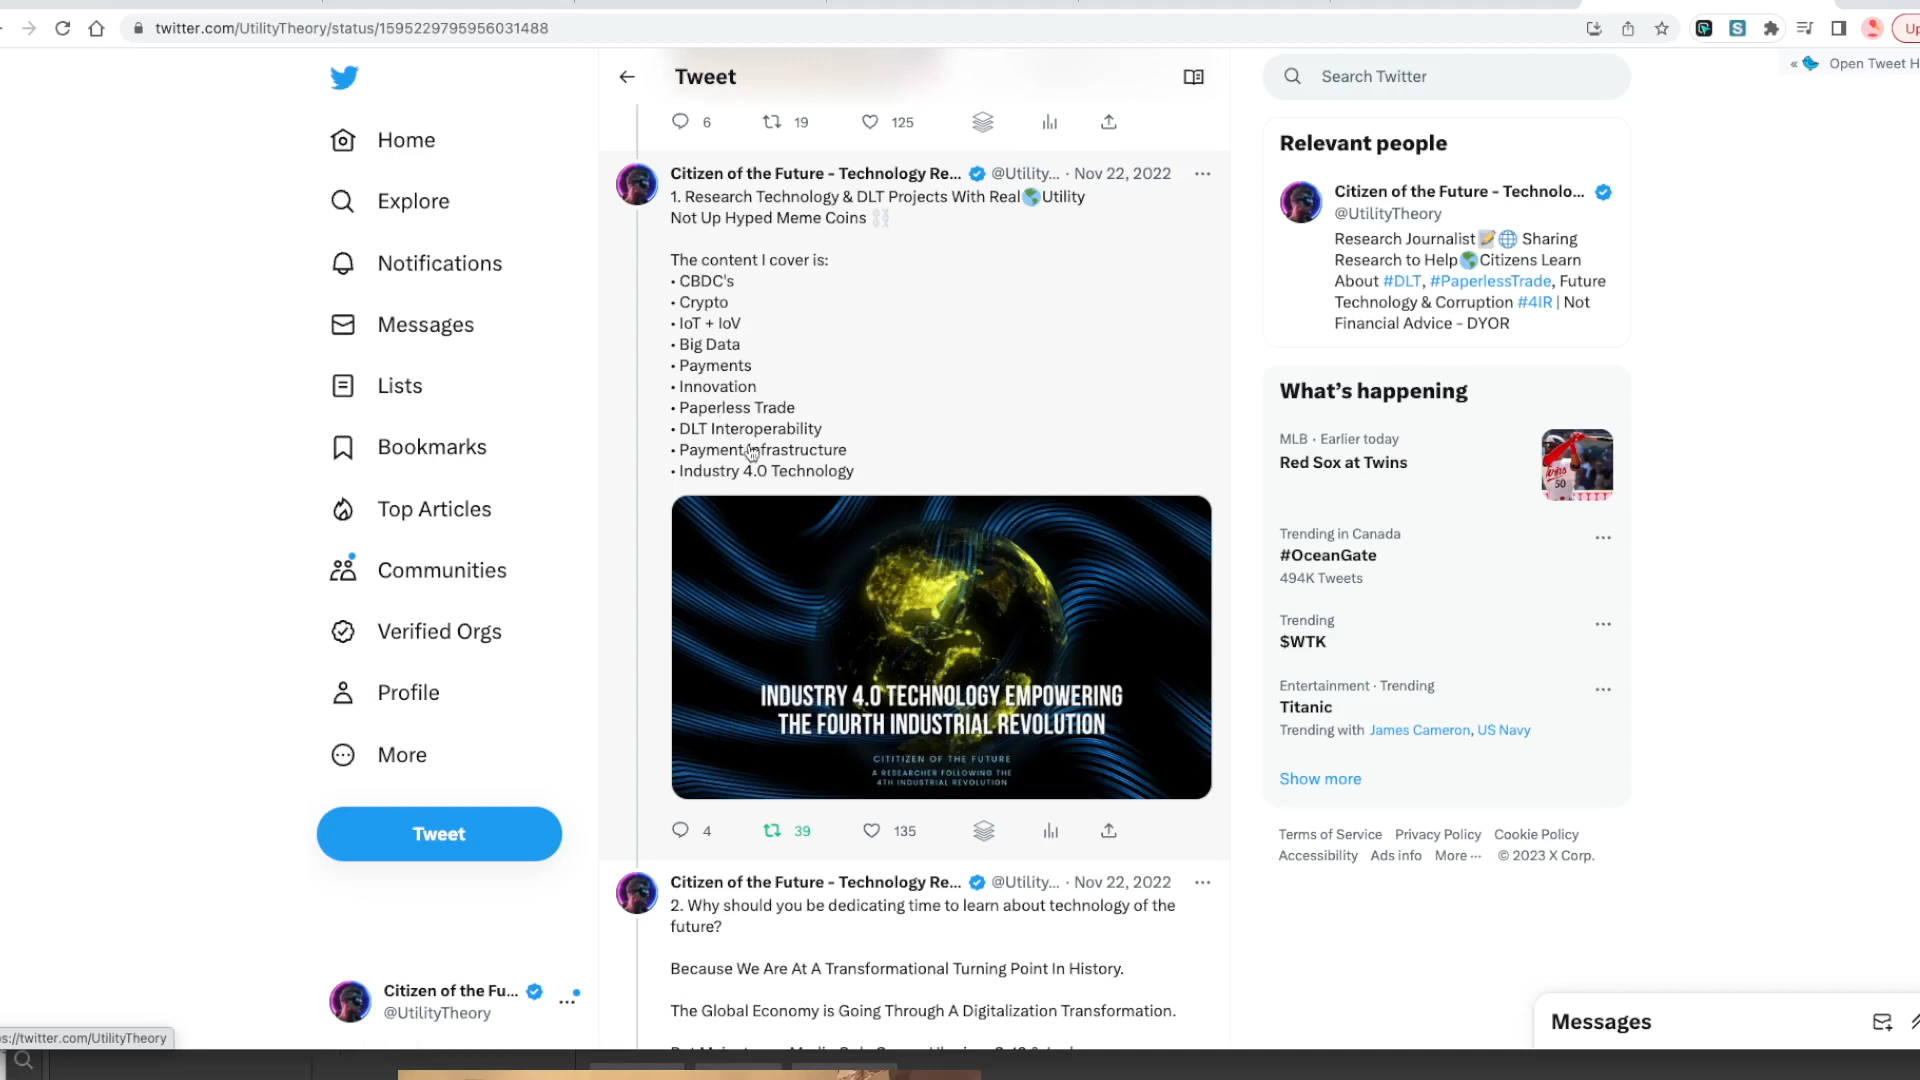 twitter.com/UtilityTheory/status/1595229795956031488
Up
Home
Explore
Notifications
Messages
Lists
Bookmarks
Top Articles
Communities
Verified Orgs
Profile
More
Tweet
Citizen of the Fu...
@UtilityTheory
s://twitter.com/UtilityTheory
Tweet
6 19 125
Citizen of the Future - Technology Re... @Utility... · Nov 22, 2022
1. Research Technology & DLT Projects With Real🌎Utility
Not Up Hyped Meme Coins ⛓
The content I cover is:
• CBDC's
• Crypto
• IoT + IoV
• Big Data
• Payments
• Innovation
• Paperless Trade
• DLT Interoperability
• Payment Infrastructure
• Industry 4.0 Technology
INDUSTRY 4.0 TECHNOLOGY EMPOWERING
THE FOURTH INDUSTRIAL REVOLUTION
CITITIZEN OF THE FUTURE
A RESEARCHER FOLLOWING THE
4TH INDUSTRIAL REVOLUTION
4 39 135
Citizen of the Future - Technology Re... @Utility... · Nov 22, 2022
2. Why should you be dedicating time to learn about technology of the
future?
Because We Are At A Transformational Turning Point In History.
The Global Economy is Going Through A Digitalization Transformation.
Search Twitter
« Open Tweet H
Relevant people
Citizen of the Future - Technolo...
@UtilityTheory
Research Journalist📝🌐 Sharing
Research to Help🌎Citizens Learn
About #DLT, #PaperlessTrade, Future
Technology & Corruption #4IR | Not
Financial Advice - DYOR
What's happening
MLB · Earlier today
Red Sox at Twins
Trending in Canada
#OceanGate
494K Tweets
Trending
$WTK
Entertainment · Trending
Titanic
Trending with James Cameron, US Navy
Show more
Terms of Service Privacy Policy Cookie Policy
Accessibility Ads info More ··· © 2023 X Corp.
Messages